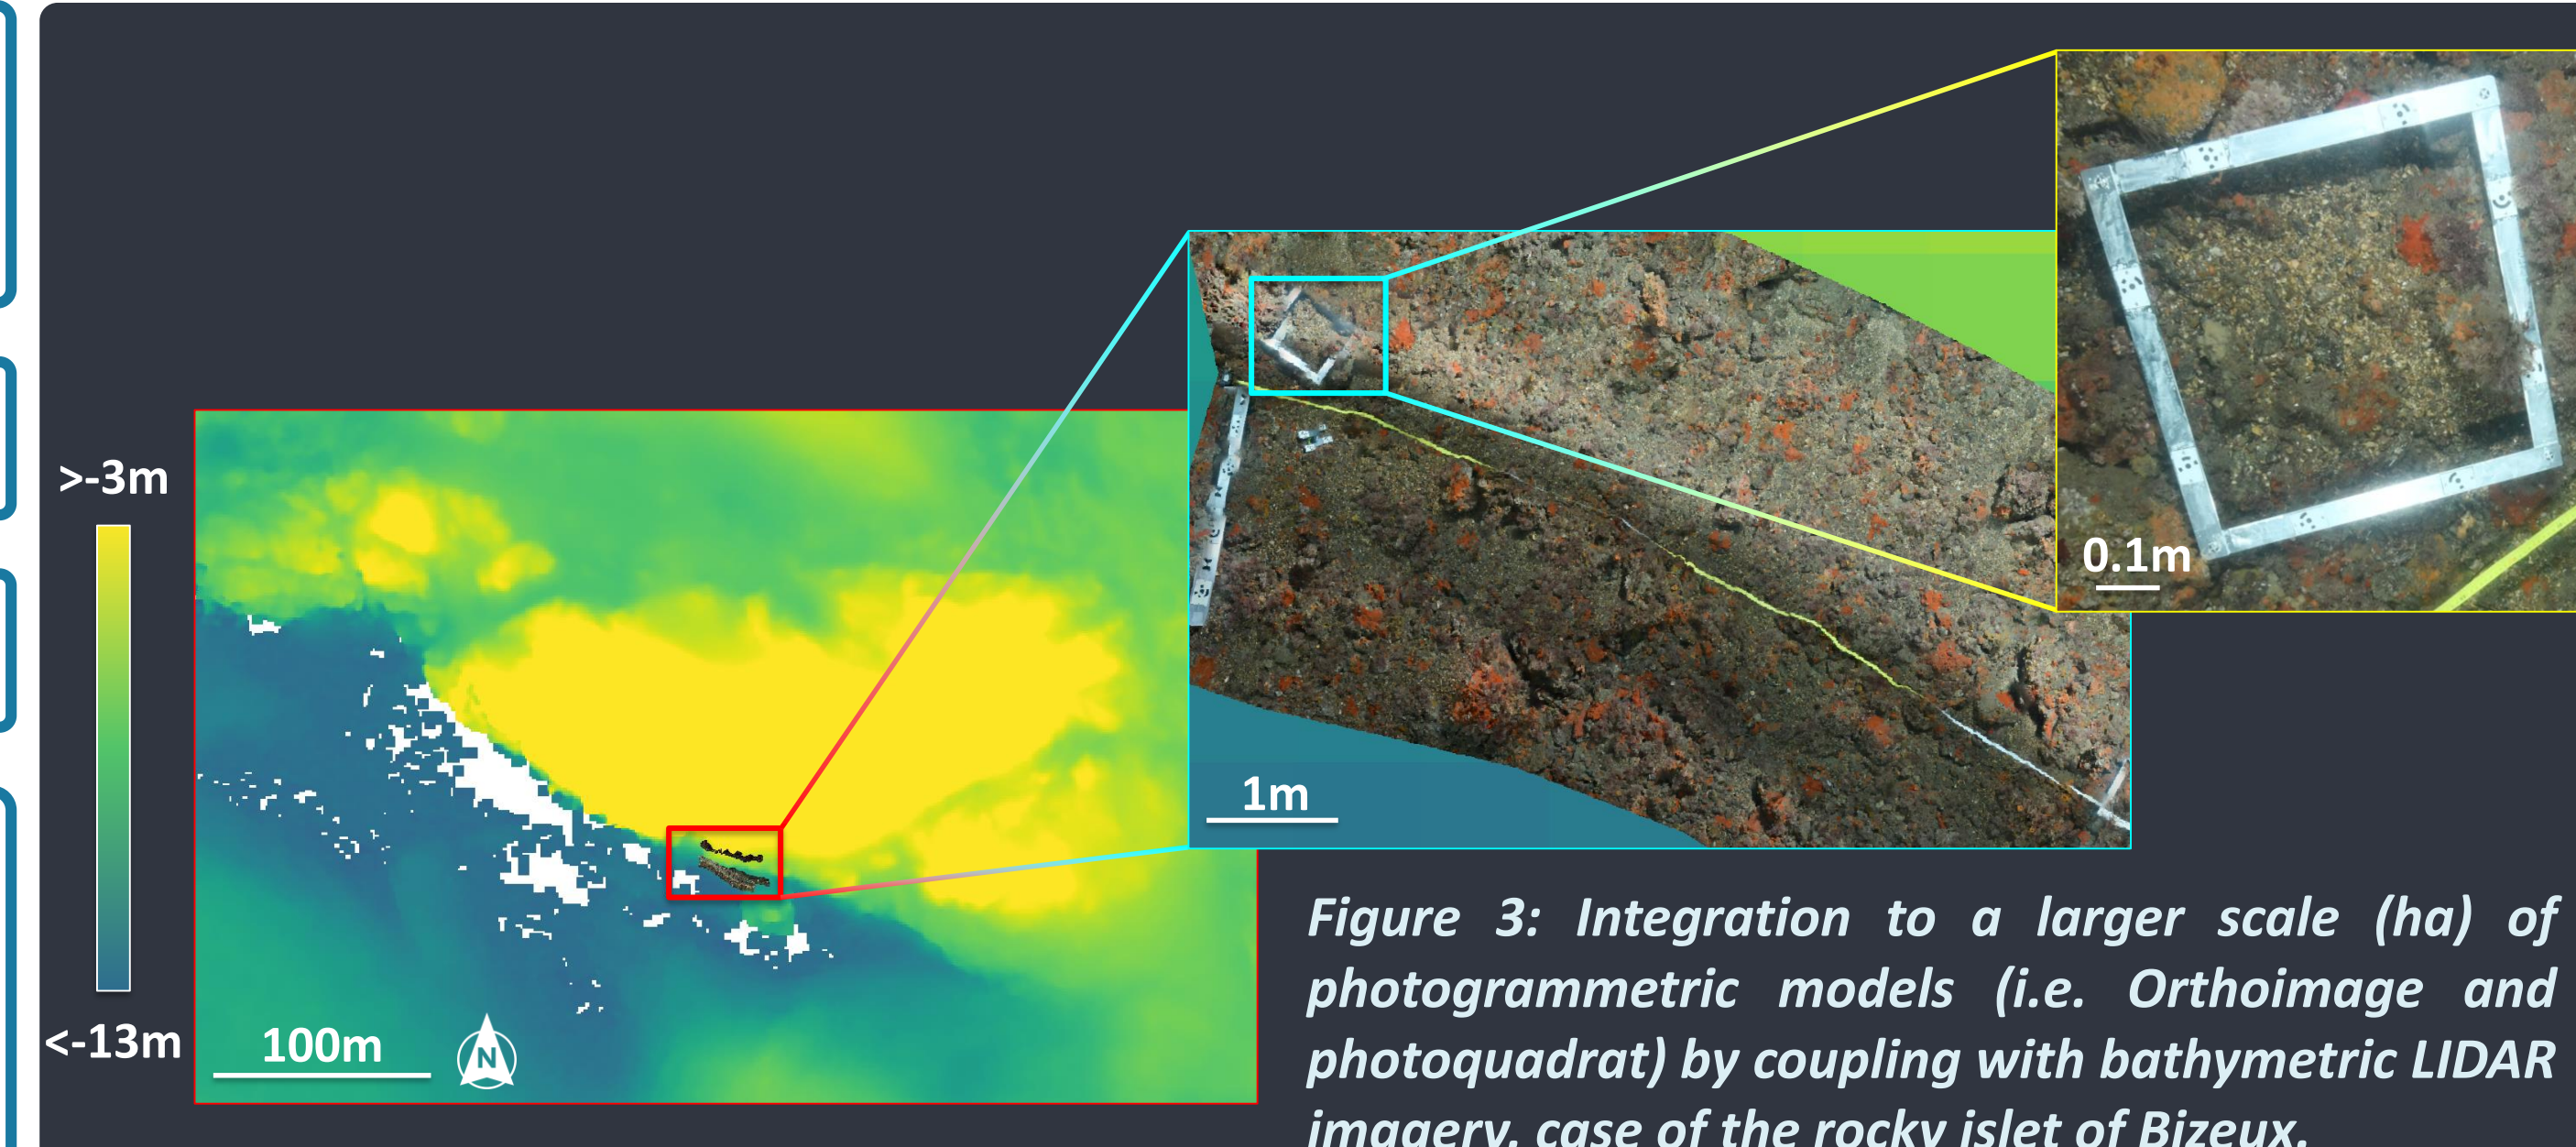 >-3m
<-13m
100m
N
1m
0.1m
Figure 3: Integration to a larger scale (ha) of
photogrammetric models (i.e. Orthoimage and
photoquadrat) by coupling with bathymetric LIDAR
imagery, case of the rocky islet of Bizeux.